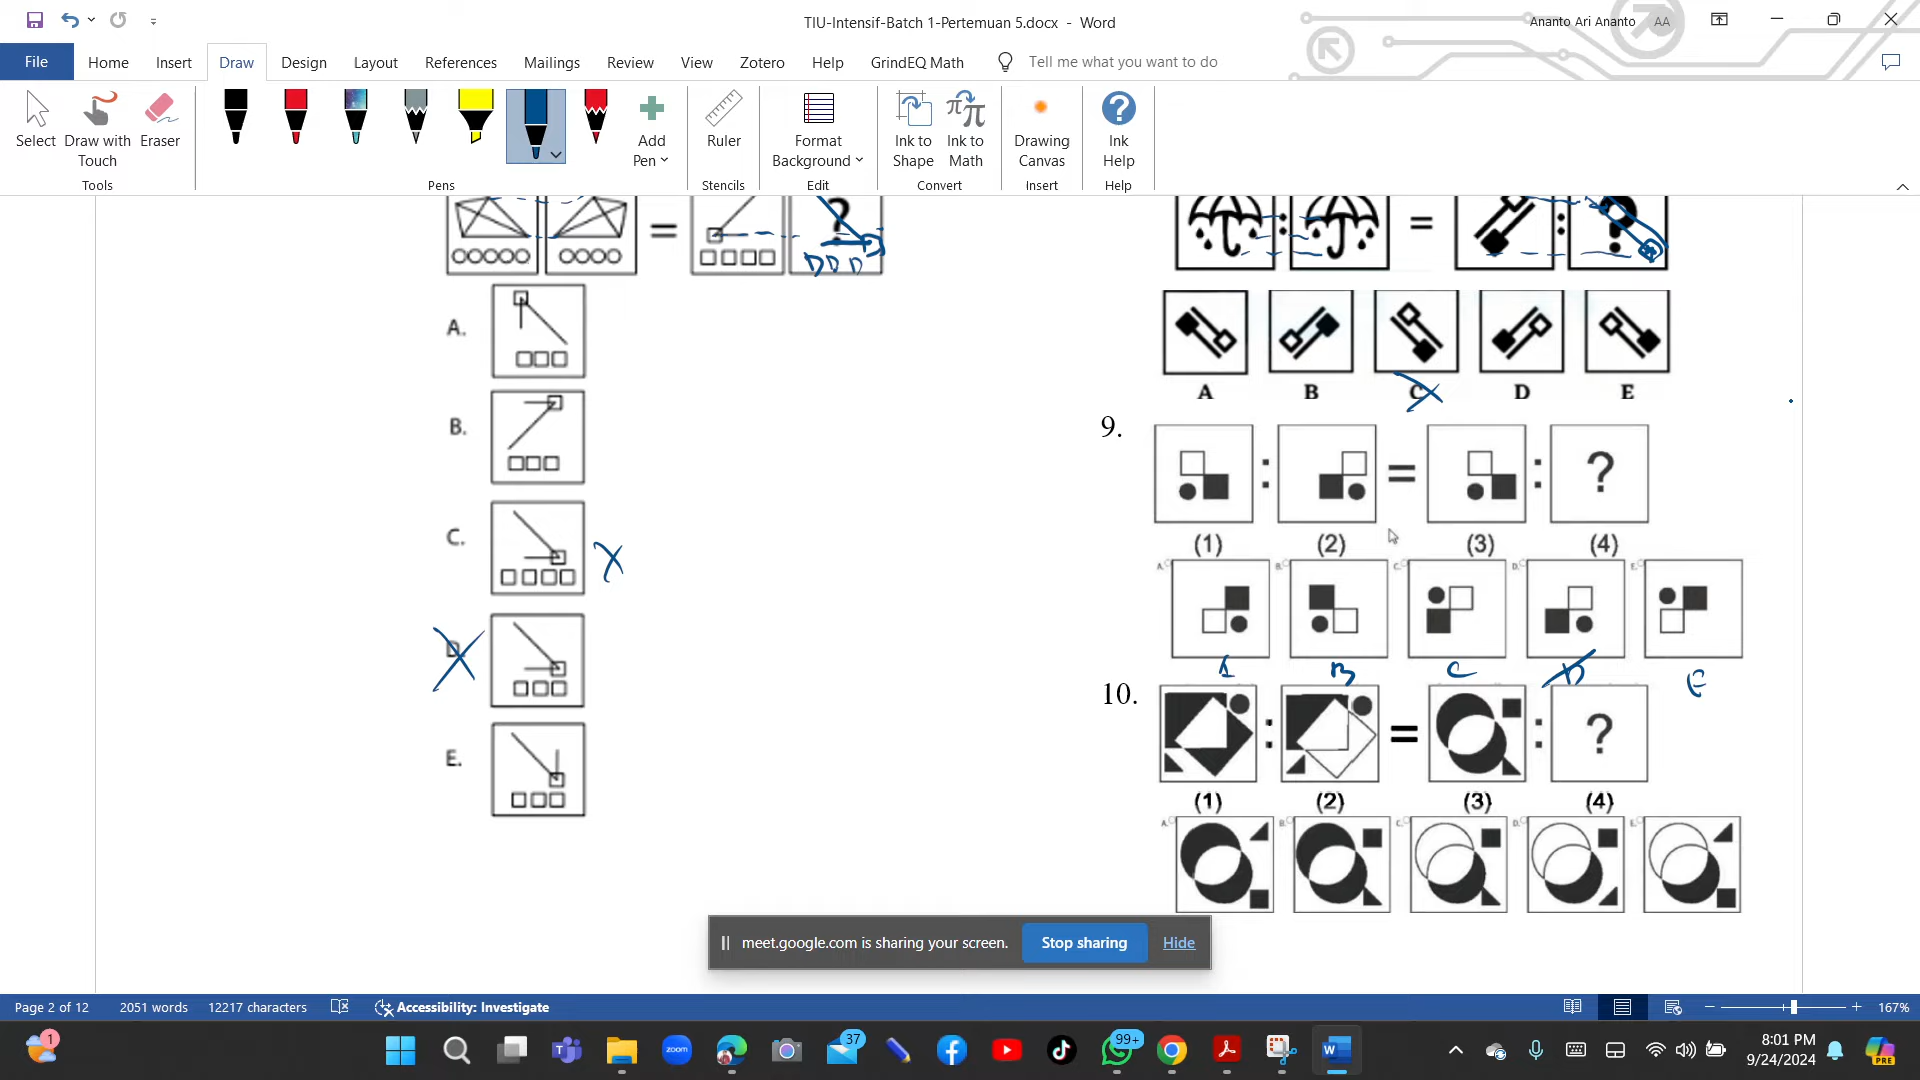 TIU-Intensif-Batch 1-Pertemuan 5.docx - Word
Ananto Ari Ananto AA
File Home Insert Draw Design Layout References Mailings Review View Zotero Help GrindEQ Math Tell me what you want to do
Select
Draw with Touch
Eraser
Add Pen
Ruler
Format Background
Ink to Shape
Ink to Math
Drawing Canvas
Ink Help
Tools Pens Stencils Edit Convert Insert Help
= ?
: = : ?
A.
B.
C.
D.
E.
A B C D E
9.
: = : ?
(1) (2) (3) (4)
A. B. C. D. E.
B C D E
10.
: = : ?
(1) (2) (3) (4)
A. B. C. D. E.
meet.google.com is sharing your screen. Stop sharing Hide
Page 2 of 12 2051 words 12217 characters Accessibility: Investigate 167%
1
zoom
37
99+
8:01 PM
9/24/2024
PRE